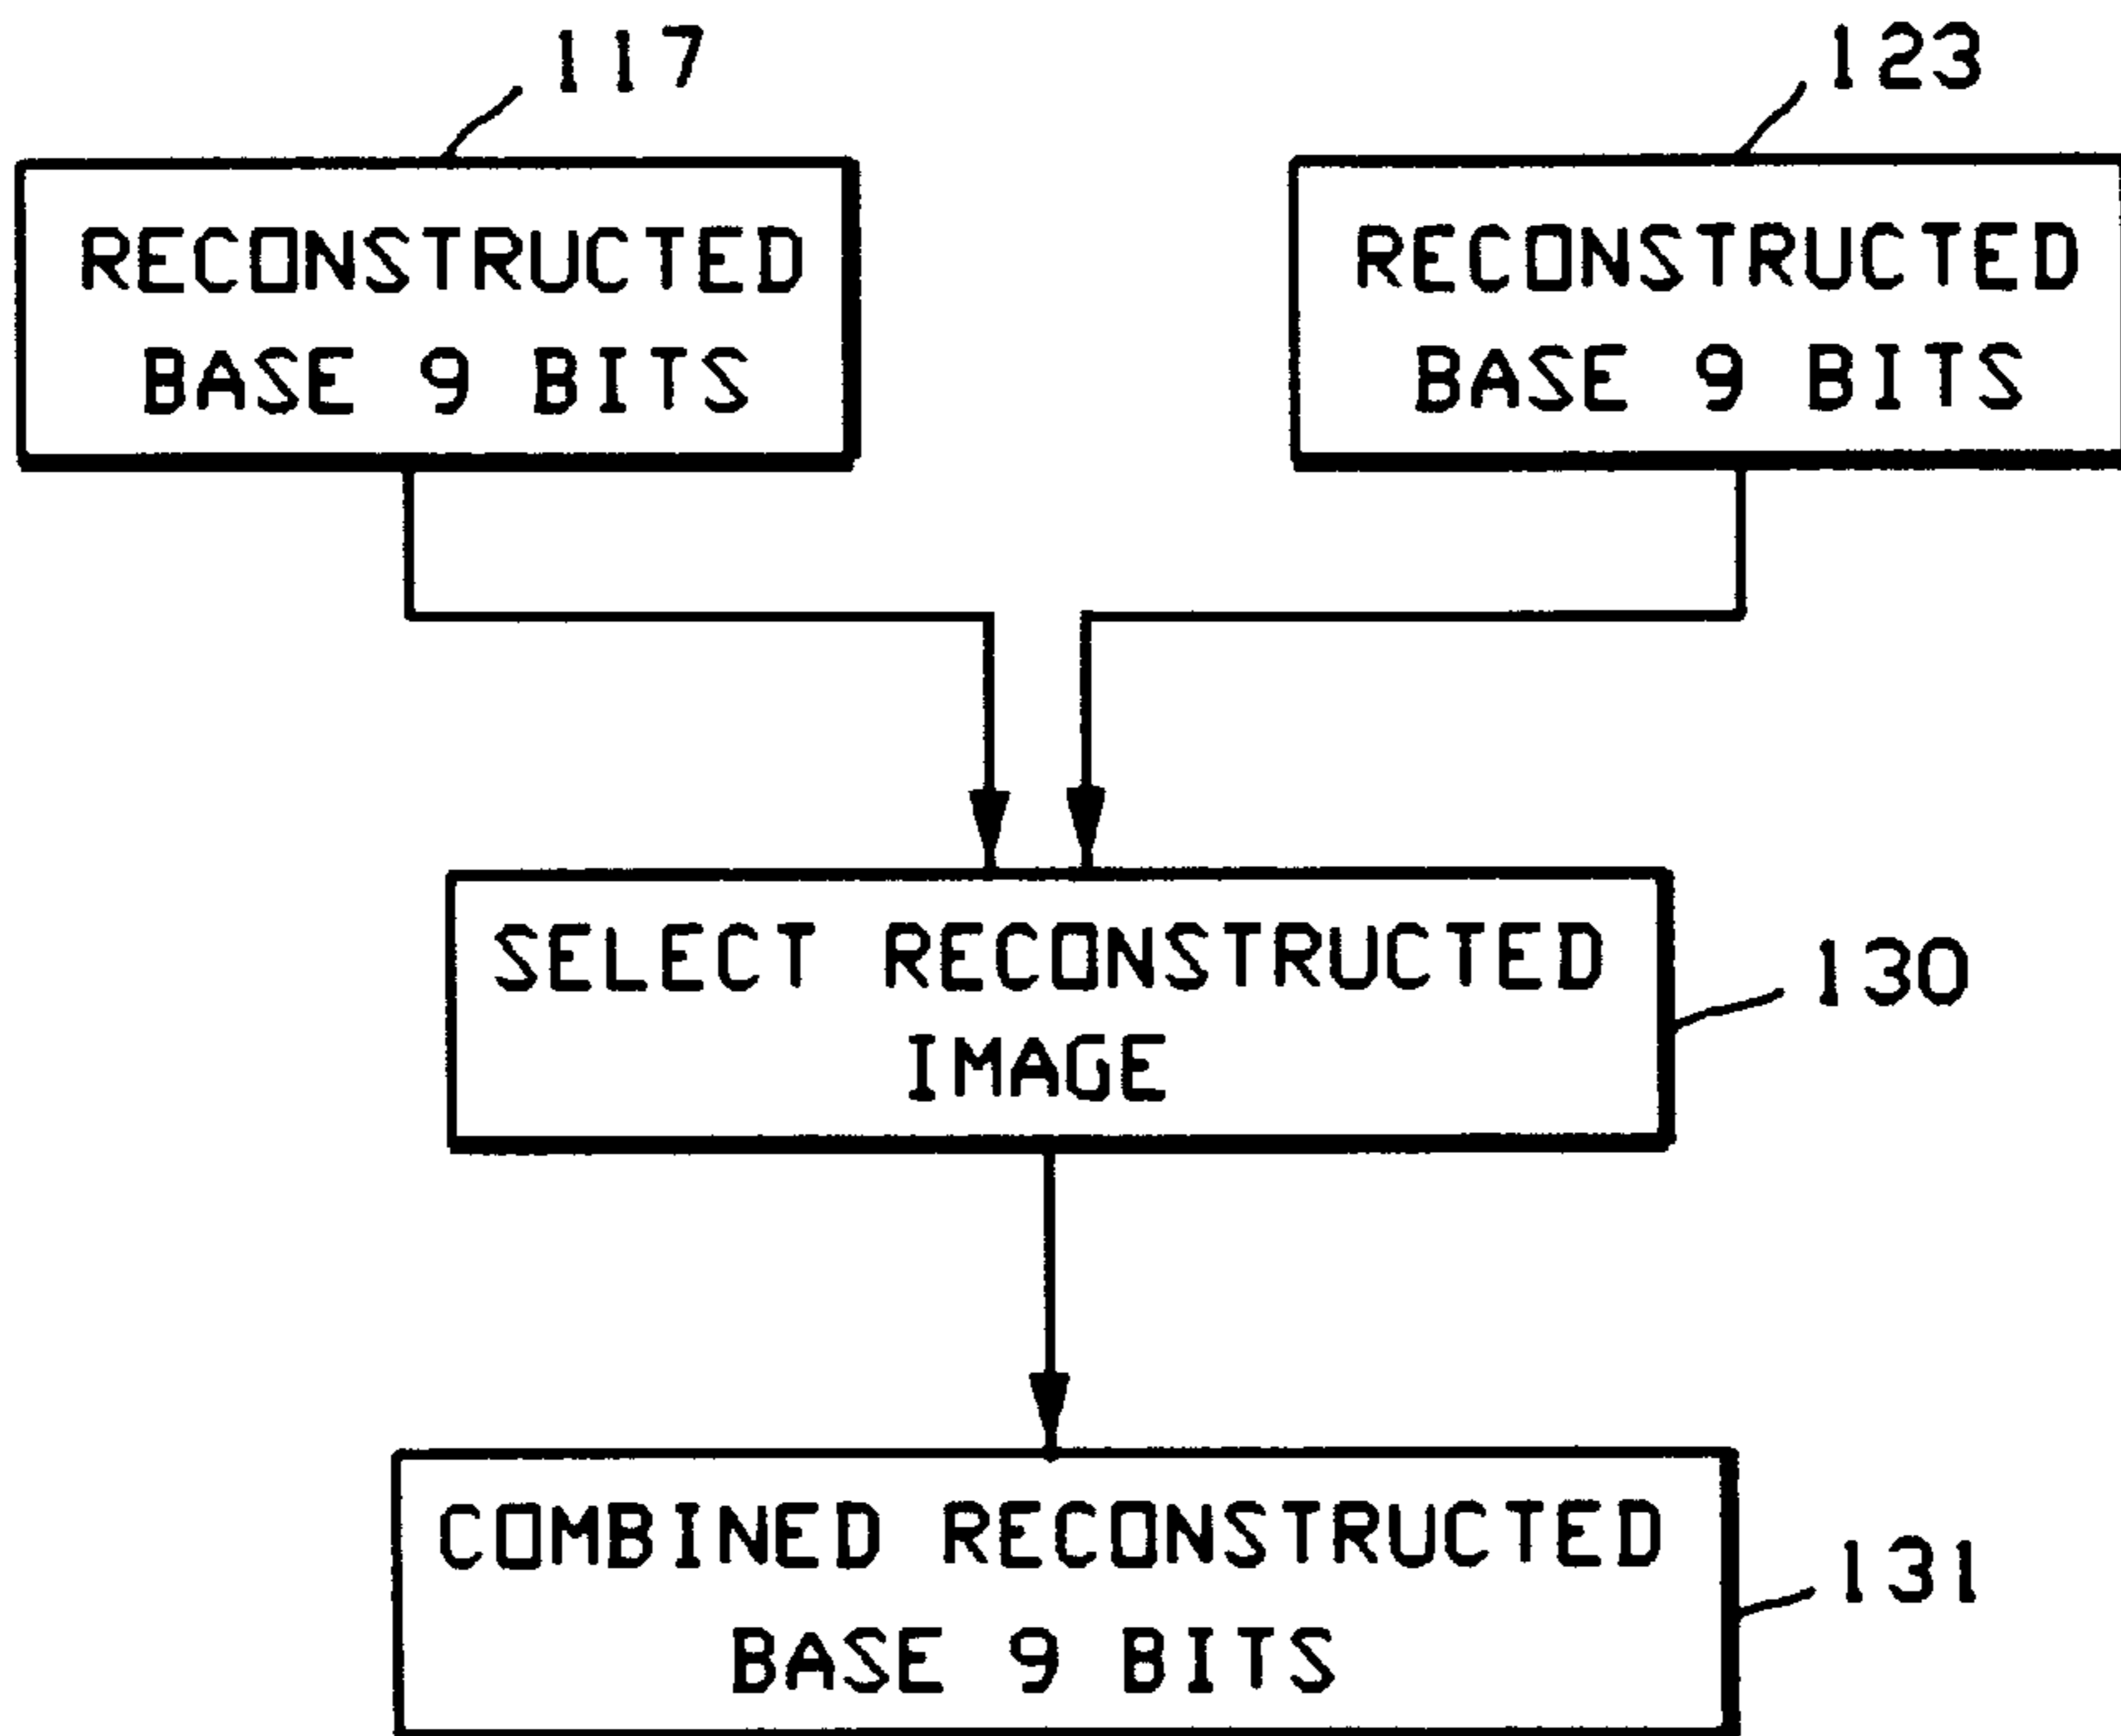 117
123
RECONSTRUCTED
BASE 9 BITS
RECONSTRUCTED
BASE 9 BITS
SELECT RECONSTRUCTED
IMAGE
130
COMBINED RECONSTRUCTED
BASE 9 BITS
131